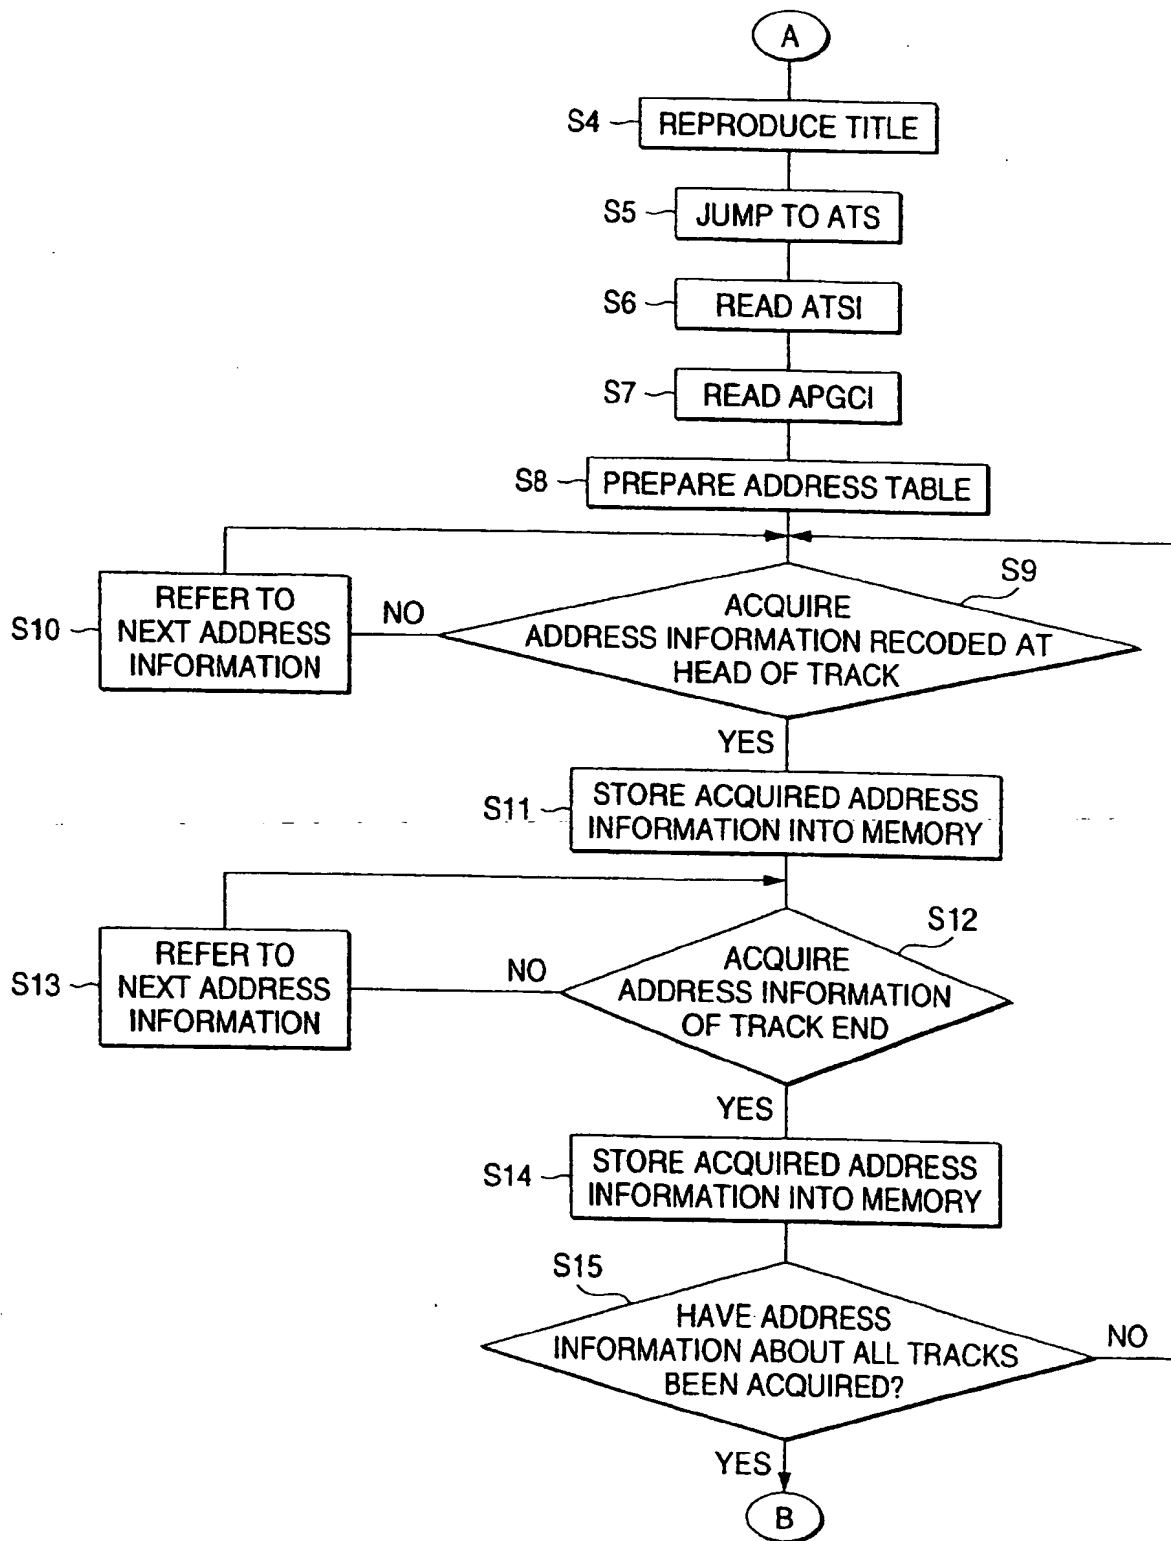 A
S4
REPRODUCE TITLE
S5
JUMP TO ATS
S6
READ ATSI
S7
READ APGCI
S8
PREPARE ADDRESS TABLE
S9
ACQUIRE
ADDRESS INFORMATION RECODED AT
HEAD OF TRACK
NO
S10
REFER TO
NEXT ADDRESS
INFORMATION
YES
S11
STORE ACQUIRED ADDRESS
INFORMATION INTO MEMORY
S12
ACQUIRE
ADDRESS INFORMATION
OF TRACK END
NO
S13
REFER TO
NEXT ADDRESS
INFORMATION
YES
S14
STORE ACQUIRED ADDRESS
INFORMATION INTO MEMORY
S15
HAVE ADDRESS
INFORMATION ABOUT ALL TRACKS
BEEN ACQUIRED?
NO
YES
B